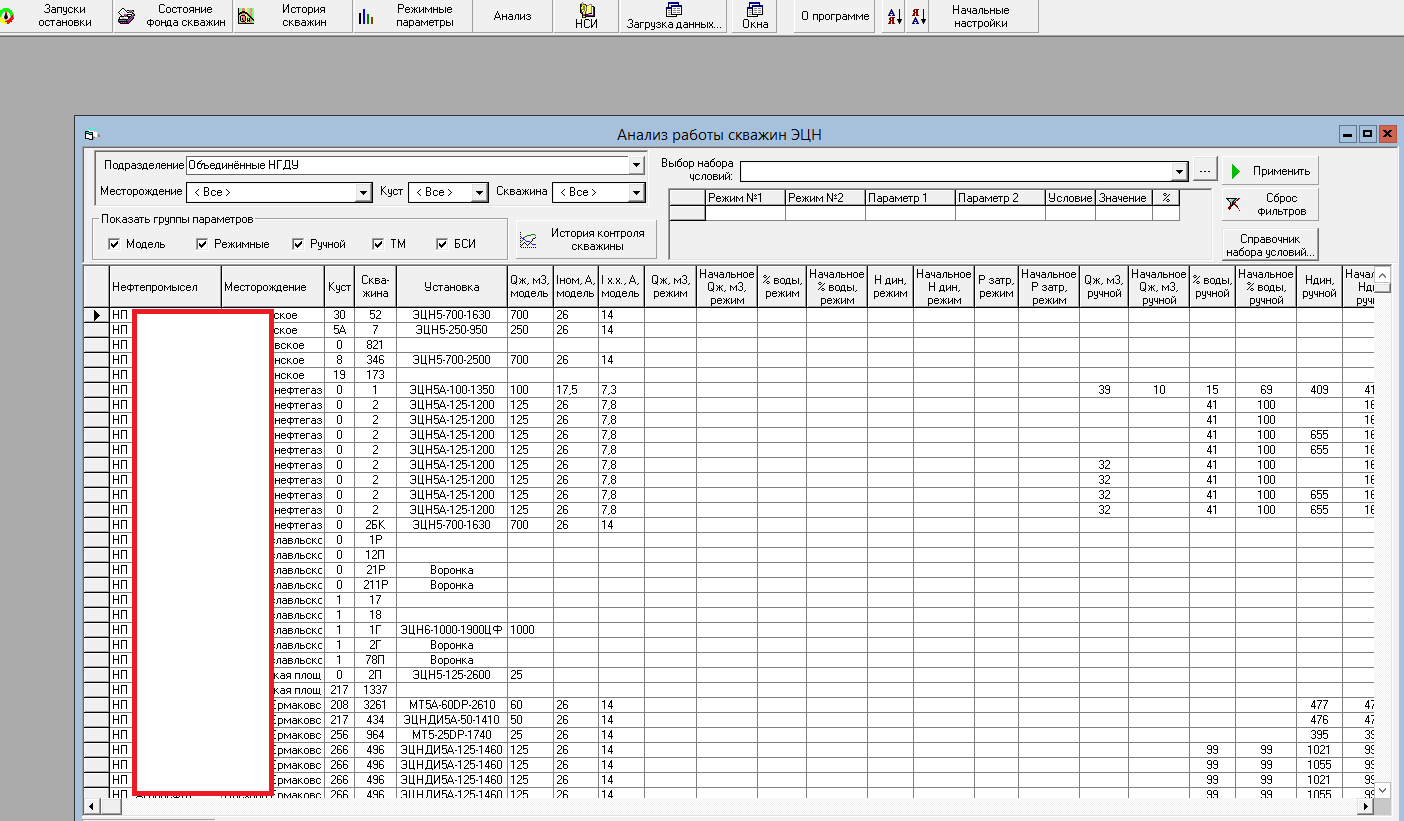 Запуски остановки
Состояние фонда скважин
История скважин
Режимные параметры
Анализ
НСИ
Загрузка данных...
Окна
О программе
Начальные настройки
Анализ работы скважин ЭЦН
Подразделение Объединённые НГДУ
Месторождение < Все > Куст < Все > Скважина < Все >
Показать группы параметров
Модель Режимные Ручной ТМ БСИ
История контроля скважины
Выбор набора условий: ...
Режим №1 Режим №2 Параметр 1 Параметр 2 Условие Значение %
Применить
Сброс фильтров
Справочник набора условий...
Нефтепромысел Месторождение Куст Сква-жина Установка Qж, м3, модель Iном, А, модель I х.х., А, модель Qж, м3, режим Начальное Qж, м3, режим % воды, режим Начальное % воды, режим Н дин, режим Начальное Н дин, режим Р затр, режим Начальное Р затр, режим Qж, м3, ручной Начальное Qж, м3, ручной % воды, ручной Начальное % воды, ручной Ндин, ручной
НП ское 30 52 ЭЦН5-700-1630 700 26 14
НП ское 5А 7 ЭЦН5-250-950 250 26 14
НП вское 0 821
НП нское 8 346 ЭЦН5-700-2500 700 26 14
НП нское 19 173
НП нефтегаз 0 1 ЭЦН5А-100-1350 100 17,5 7,3 39 10 15 69 409 41
НП нефтегаз 0 2 ЭЦН5А-125-1200 125 26 7,8 41 100 16
НП нефтегаз 0 2 ЭЦН5А-125-1200 125 26 7,8 41 100 16
НП нефтегаз 0 2 ЭЦН5А-125-1200 125 26 7,8 41 100 655 16
НП нефтегаз 0 2 ЭЦН5А-125-1200 125 26 7,8 41 100 655 16
НП нефтегаз 0 2 ЭЦН5А-125-1200 125 26 7,8 32 41 100 16
НП нефтегаз 0 2 ЭЦН5А-125-1200 125 26 7,8 32 41 100 16
НП нефтегаз 0 2 ЭЦН5А-125-1200 125 26 7,8 32 41 100 655 16
НП нефтегаз 0 2 ЭЦН5А-125-1200 125 26 7,8 32 41 100 655 16
НП нефтегаз 0 2БК ЭЦН5-700-1630 700 26 14
НП славльско 0 1Р
НП славльско 0 12П
НП славльско 0 21Р Воронка
НП славльско 0 211Р Воронка
НП славльско 1 17
НП славльско 1 18
НП славльско 1 1Г ЭЦН6-1000-1900ЦФ 1000
НП славльско 1 2Г Воронка
НП славльско 1 78П Воронка
НП кая площ 0 2П ЭЦН5-125-2600 25
НП кая площ 217 1337
НП Ермаковс 208 3261 МТ5А-60DP-2610 60 26 14 477 47
НП Ермаковс 217 434 ЭЦНДИ5А-50-1410 50 26 14 476 47
НП Ермаковс 256 964 МТ5-25DP-1740 25 26 14 395 39
НП Ермаковс 266 496 ЭЦНДИ5А-125-1460 125 26 14 99 99 1021 99
НП Ермаковс 266 496 ЭЦНДИ5А-125-1460 125 26 14 99 99 1055 99
НП Ермаковс 266 496 ЭЦНДИ5А-125-1460 125 26 14 99 99 1021 99
НП Ермаковс 266 496 ЭЦНДИ5А-125-1460 125 26 14 99 99 1055 99